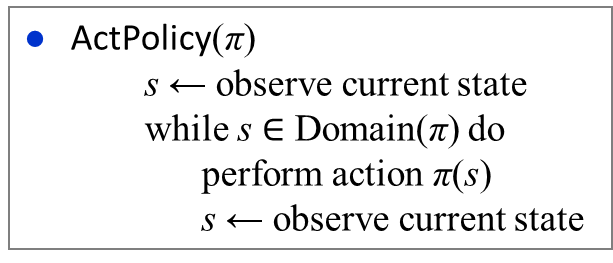 • ActPolicy(π)
s ← observe current state
while s ∈ Domain(π) do
perform action π(s)
s ← observe current state